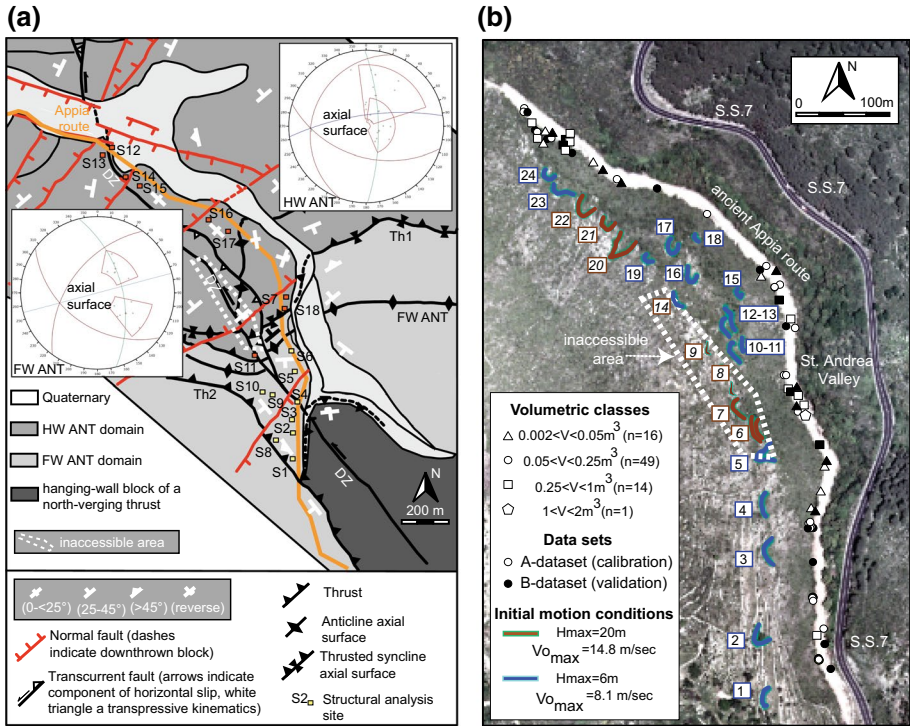 (a)
(b)
Appia
route
axial
surface
HW ANT
S12
S13
DZ
S14
S15
S16
S17
Th1
DZ
S7
S18
FW ANT
axial
surface
FW ANT
S6
S11
S5
S10
Th2
S4
S9
S3
S2
S8
S1
DZ
N
200 m
Quaternary
HW ANT domain
FW ANT domain
hanging-wall block of a
north-verging thrust
inaccessible area
(0-<25°) (25-45°) (>45°) (reverse)
Normal fault (dashes
indicate downthrown block)
Transcurrent fault (arrows indicate
component of horizontal slip, white
triangle a transpressive kinematics)
Thrust
Anticline axial
surface
Thrusted syncline
axial surface
S2 Structural analysis
site
N
0 100m
S.S.7
S.S.7
ancient Appia route
24
23
22
21
20
19
17
18
16
15
14
12-13
10-11
9
8
7
6
5
4
3
2
1
inaccessible
area
St. Andrea
Valley
S.S.7
Volumetric classes
0.002<V<0.05m³(n=16)
0.05<V<0.25m³(n=49)
0.25<V<1m³(n=14)
1<V<2m³(n=1)
Data sets
A-dataset (calibration)
B-dataset (validation)
Initial motion conditions
Hmax=20m
Vo max=14.8 m/sec
Hmax=6m
Vo max=8.1 m/sec